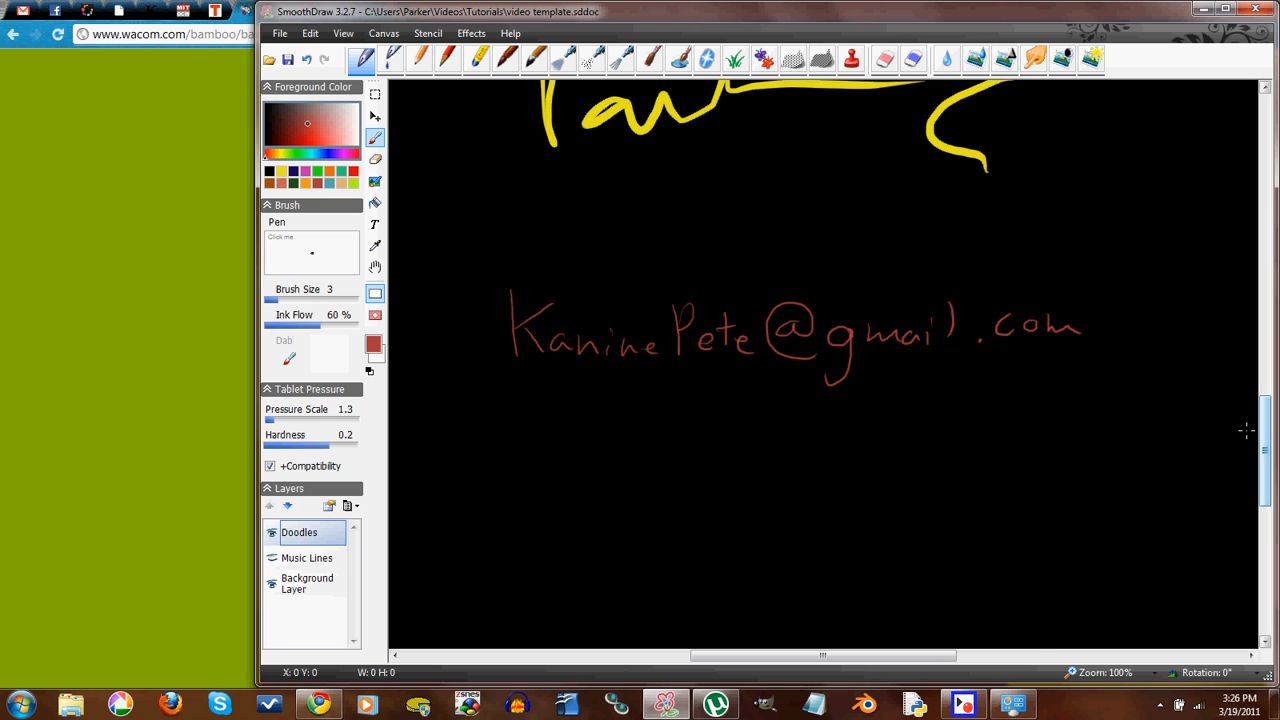 www.wacom.com/bamboo/ba
SmoothDraw 3.2.7 - C:\Users\Parker\Videos\Tutorials\video template.sddoc
File Edit View Canvas Stencil Effects Help
Foreground Color
Brush
Pen
Click me
Brush Size 3
Ink Flow 60 %
Dab
Tablet Pressure
Pressure Scale 1.3
Hardness 0.2
+Compatibility
Layers
Doodles
Music Lines
Background
Layer
KaninePete@gmail.com
X: 0 Y: 0 W: 0 H: 0 Zoom: 100% Rotation: 0°
3:26 PM
3/19/2011